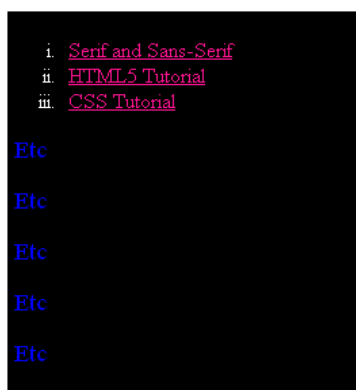 i. Serif and Sans-Serif
ii. HTML5 Tutorial
iii. CSS Tutorial
Etc
Etc
Etc
Etc
Etc